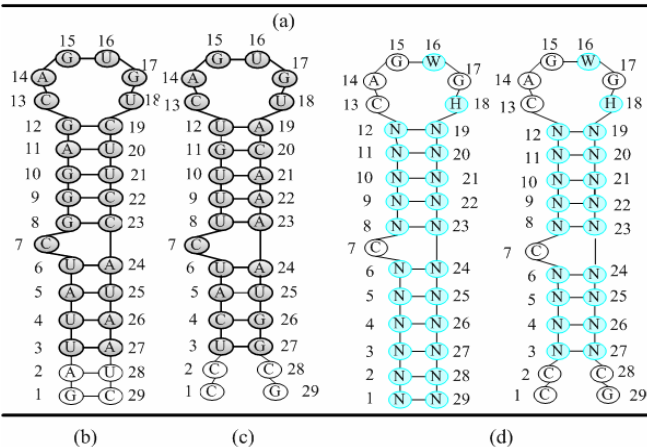 (a)
15 16
G U
14 A G 17
13 C U 18
12 G C 19
11 A U 20
10 G U 21
9 G C 22
8 G C 23
7 C
6 U A 24
5 A U 25
4 U A 26
3 U A 27
2 A U 28
1 G C 29
(b)
15 16
G U
14 A G 17
13 C U 18
12 U A 19
11 G C 20
10 U A 21
9 U A 22
8 U A 23
7 C
6 U A 24
5 A U 25
4 C G 26
3 U G 27
2 C C 28
1 C G 29
(c)
15 16
G W
14 A G 17
13 C H 18
12 N N 19
11 N N 20
10 N N 21
9 N N 22
8 N N 23
7 C
6 N N 24
5 N N 25
4 N N 26
3 N N 27
2 N N 28
1 N N 29
15 16
G W
14 A G 17
13 C H 18
12 N N 19
11 N N 20
10 N N 21
9 N N 22
8 N N 23
7 C
6 N N 24
5 N N 25
4 N N 26
3 N N 27
2 C C 28
1 C G 29
(d)